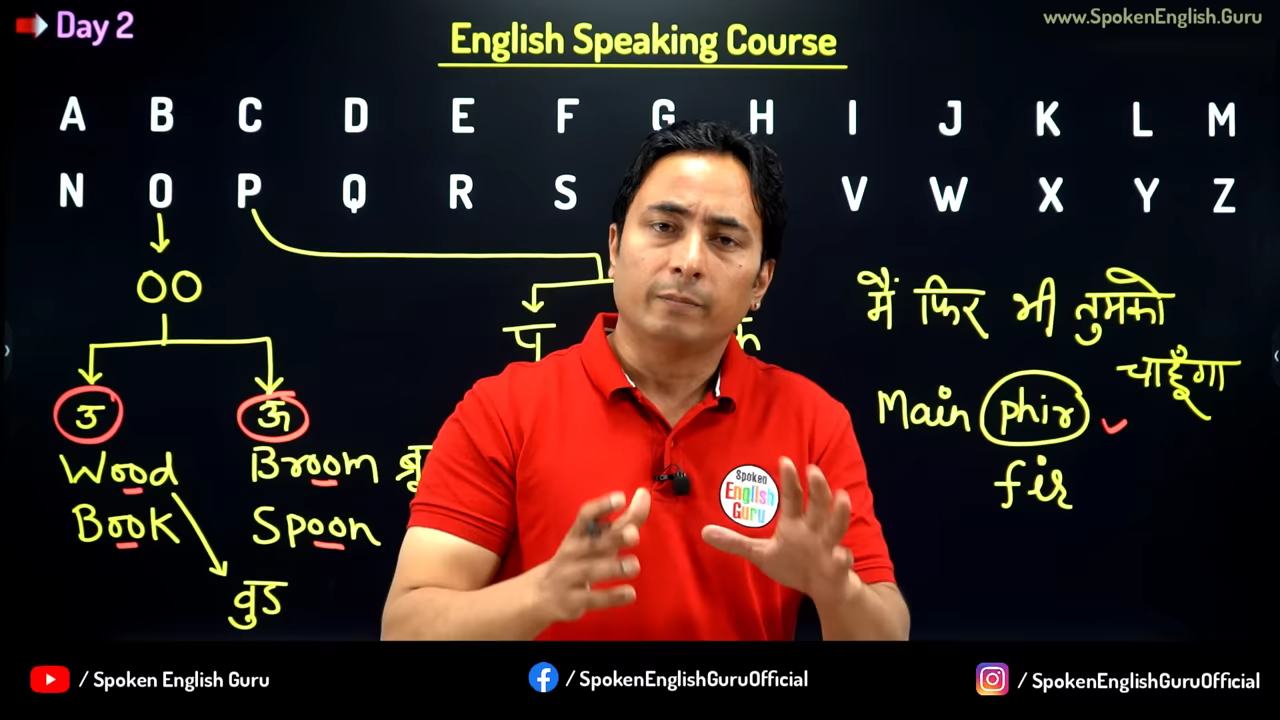 Day 2
www.SpokenEnglish.Guru
English Speaking Course
A B C D E F G H I J K L M
N O P Q R S V W X Y Z
OO
उ ऊ
प
मैं फिर भी तुमको
चाहूँगा
Main phir
fir
Wood
Book
वुड
Broom
Spoon
Spoken
English
Guru
/ Spoken English Guru
/ SpokenEnglishGuruOfficial
/ SpokenEnglishGuruOfficial